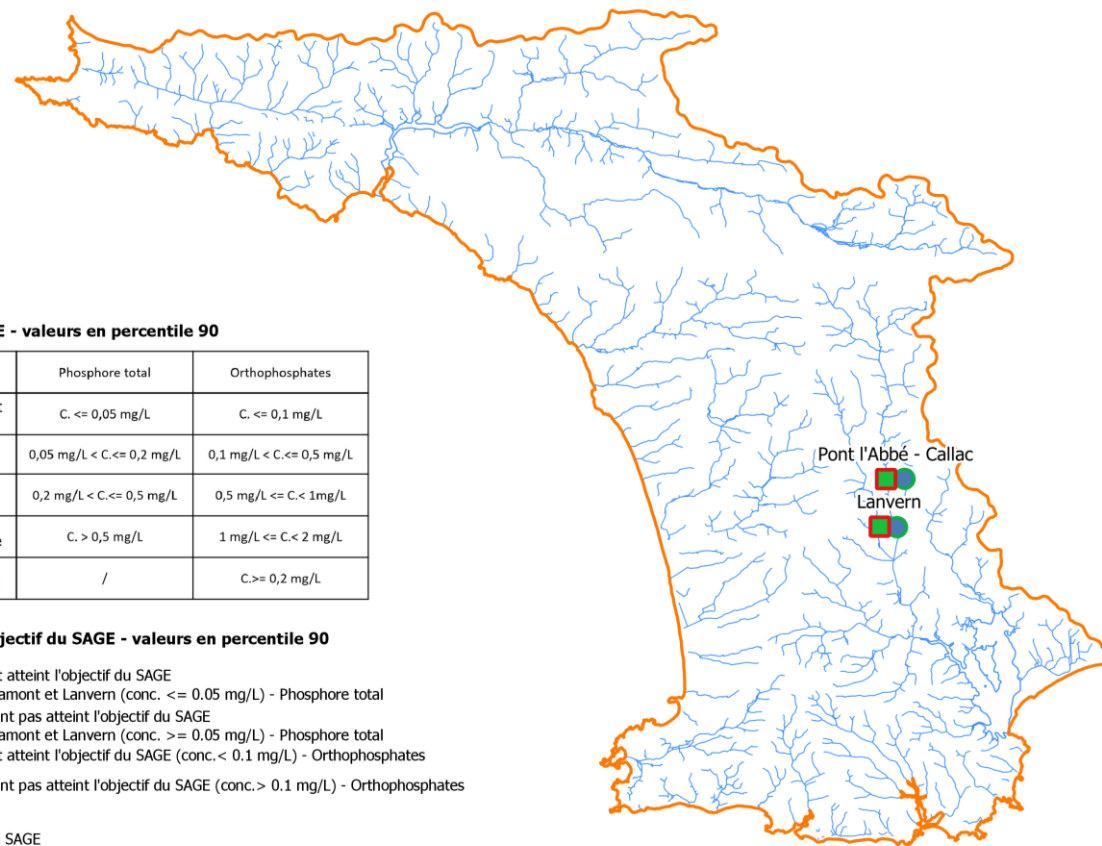 E - valeurs en percentile 90
Phosphore total Orthophosphates
C. <= 0,05 mg/L C. <= 0,1 mg/L
0,05 mg/L < C.<= 0,2 mg/L 0,1 mg/L < C.<= 0,5 mg/L
0,2 mg/L < C.<= 0,5 mg/L 0,5 mg/L <= C.< 1mg/L
C. > 0,5 mg/L 1 mg/L <= C.< 2 mg/L
/ C.>= 0,2 mg/L
Pont l'Abbé - Callac
Lanvern
jectif du SAGE - valeurs en percentile 90
t atteint l'objectif du SAGE
amont et Lanvern (conc. <= 0.05 mg/L) - Phosphore total
nt pas atteint l'objectif du SAGE
amont et Lanvern (conc. >= 0.05 mg/L) - Phosphore total
t atteint l'objectif du SAGE (conc.< 0.1 mg/L) - Orthophosphates
nt pas atteint l'objectif du SAGE (conc.> 0.1 mg/L) - Orthophosphates
SAGE